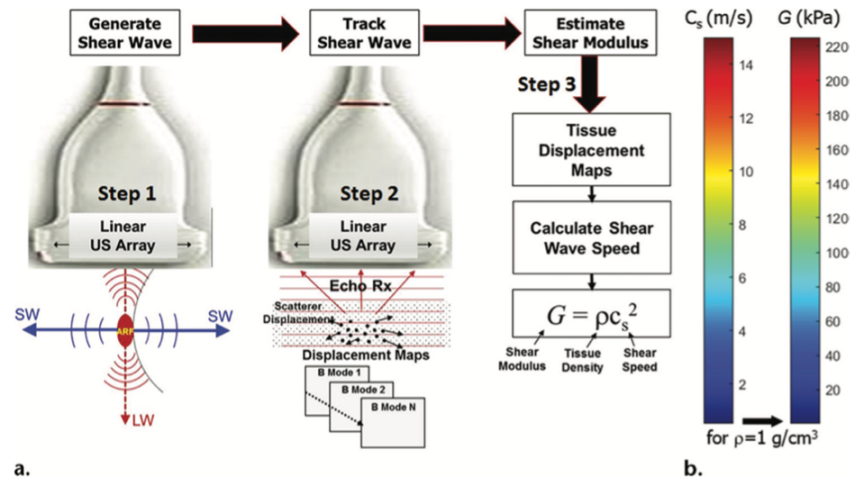 Generate
Shear Wave
Track
Shear Wave
Estimate
Shear Modulus
Step 1
Linear
US Array
SW
SW
ARF
LW
Step 2
Linear
US Array
Echo Rx
Scatterer
Displacement
Displacement Maps
B Mode 1
B Mode 2
B Mode N
Step 3
Tissue
Displacement
Maps
Calculate Shear
Wave Speed
G = ρcₛ²
Shear
Modulus
Tissue
Density
Shear
Speed
a.
Cₛ (m/s)
14
12
10
8
6
4
2
G (kPa)
220
200
180
160
140
120
100
80
60
40
20
for ρ=1 g/cm³
b.